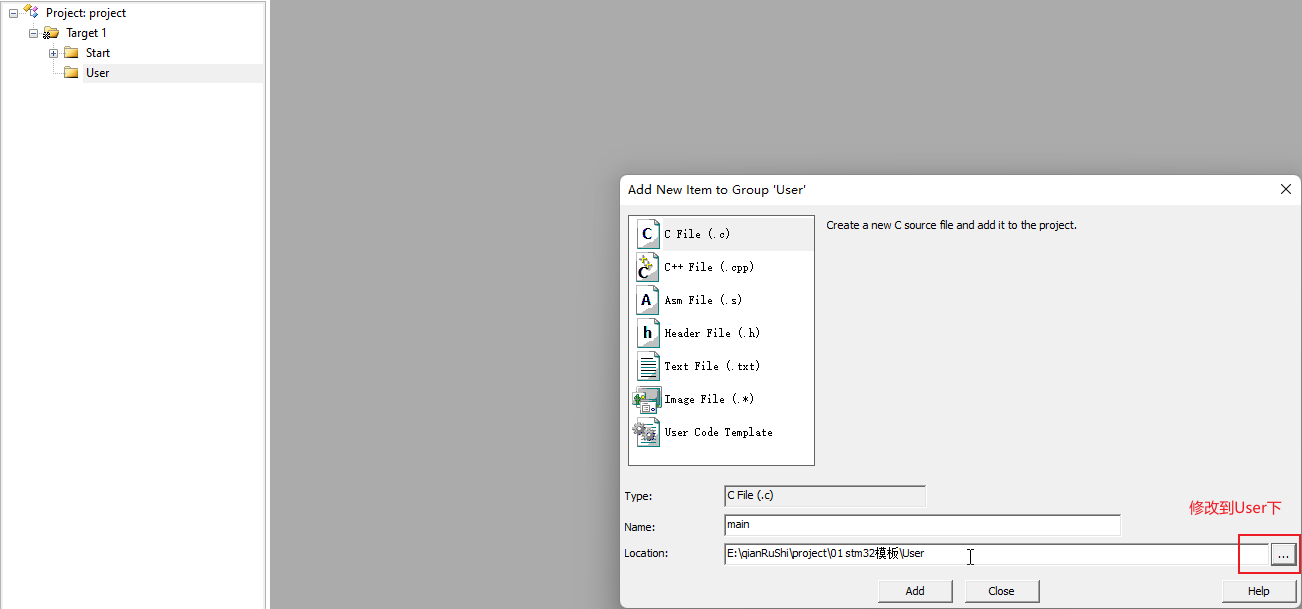 Project: project
Target 1
Start
User
Add New Item to Group 'User'
C File (.c)
Create a new C source file and add it to the project.
C++ File (.cpp)
A Asm File (.s)
h Header File (.h)
Text File (.txt)
Image File (.*)
User Code Template
Type:
C File (.c)
修改到User下
Name:
main
Location:
E:\qianRuShi\project\01 stm32模板\User
...
Add
Close
Help